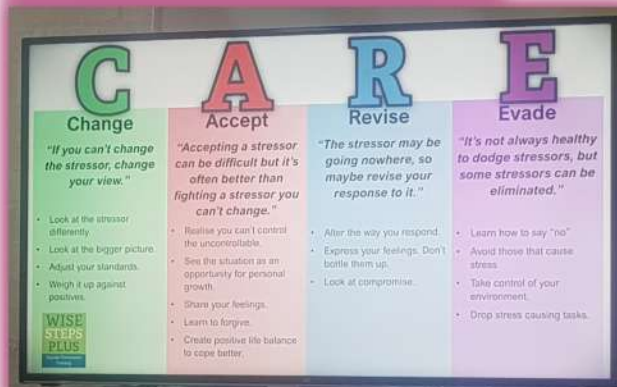 C A R E
Change
"If you can't change
the stressor, change
your view."
• Look at the stressor
differently.
• Look at the bigger picture.
• Adjust your standards.
• Weigh it up against
positives.
WISE
STEPS
PLUS
Accept
"Accepting a stressor
can be difficult but it's
often better than
fighting a stressor you
can't change."
• Realise you can't control
the uncontrollable.
• See the situation as an
opportunity for personal
growth.
• Share your feelings.
• Learn to forgive.
• Create positive life balance
to cope better.
Revise
"The stressor may be
going nowhere, so
maybe revise your
response to it."
• Alter the way you respond.
• Express your feelings. Don't
bottle them up.
• Look at compromise.
Evade
"It's not always healthy
to dodge stressors, but
some stressors can be
eliminated."
• Learn how to say "no"
• Avoid those that cause
stress.
• Take control of your
environment.
• Drop stress causing tasks.